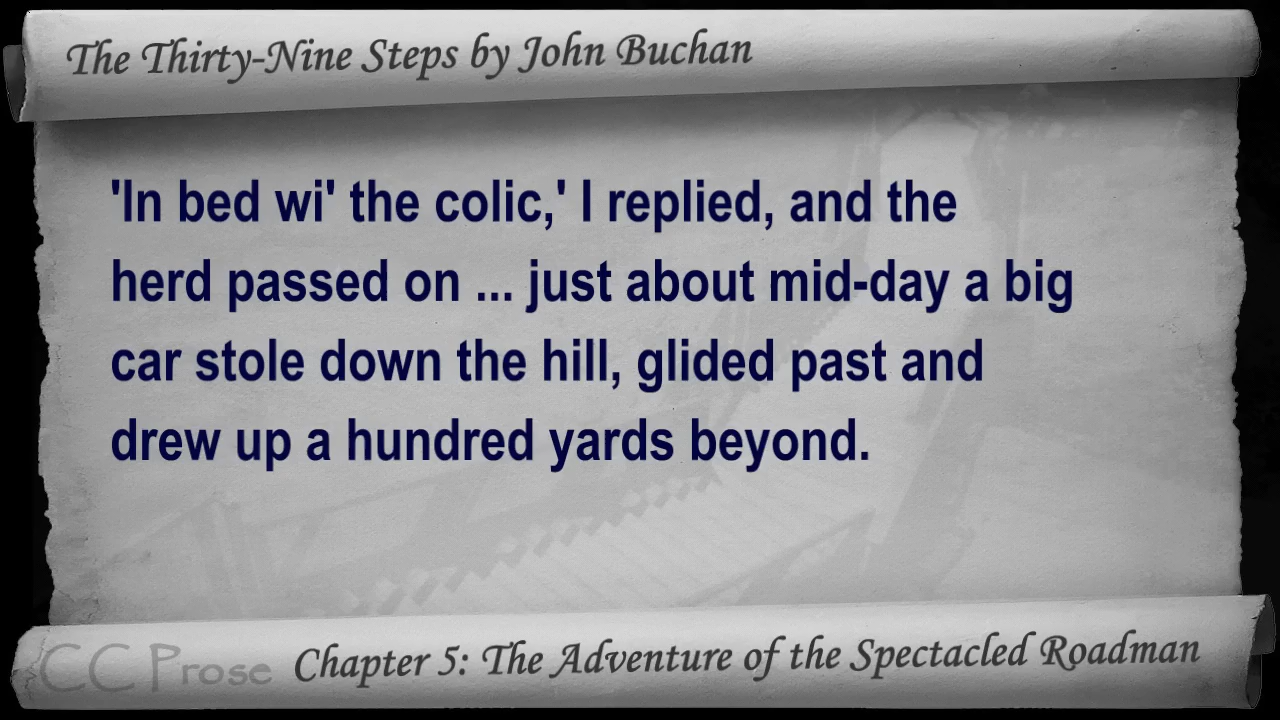 The Thirty-Nine Steps by John Buchan
'In bed wi' the colic,' I replied, and the
herd passed on ... just about mid-day a big
car stole down the hill, glided past and
drew up a hundred yards beyond.
CC Prose
Chapter 5: The Adventure of the Spectacled Roadman